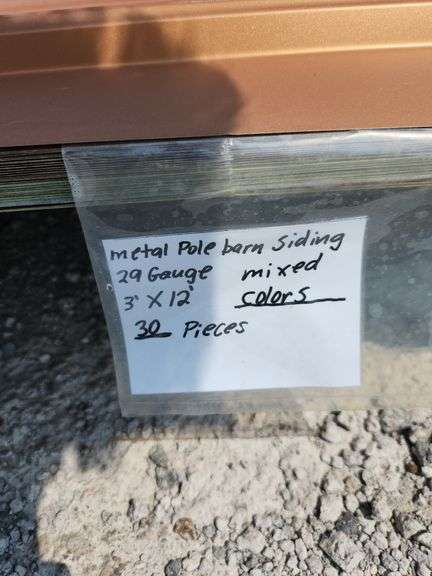 metal Pole barn Siding
29 Gauge mixed
3' X 12' colors
30 Pieces